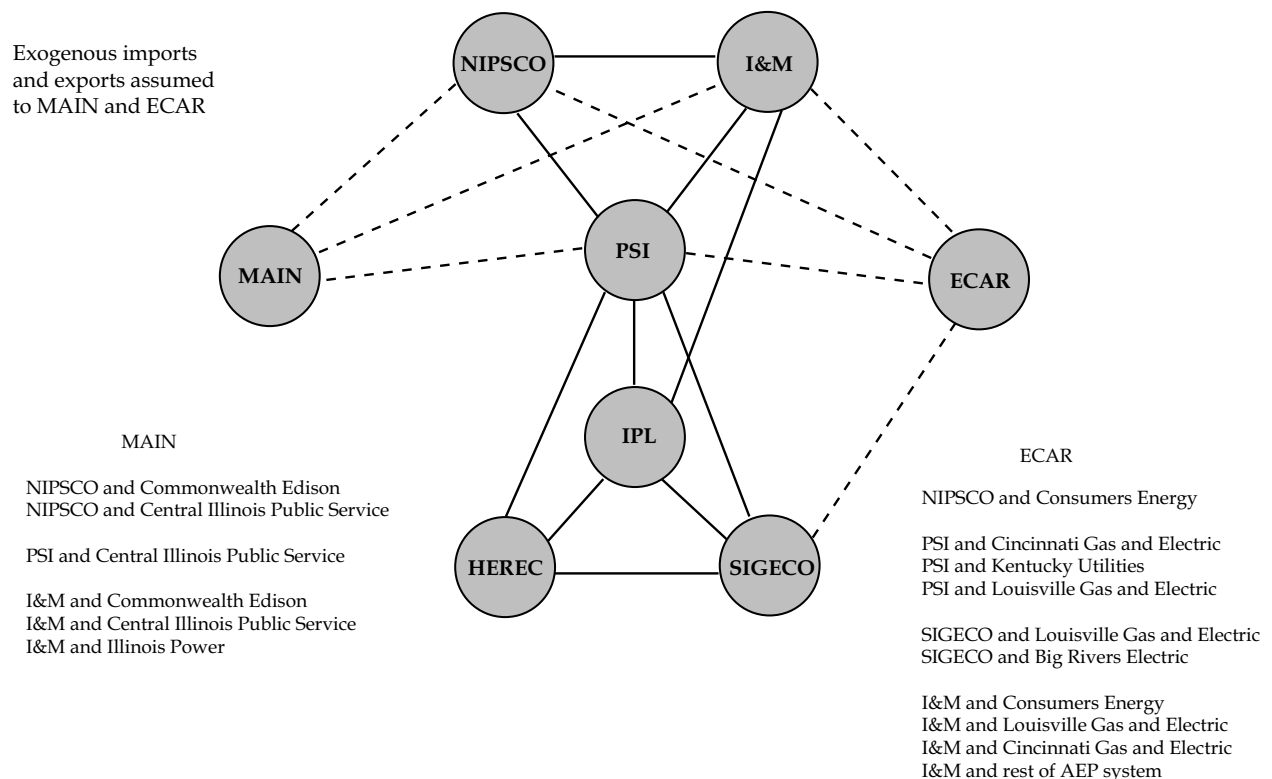 Exogenous imports
and exports assumed
to MAIN and ECAR
NIPSCO
I&M
PSI
MAIN
ECAR
IPL
HEREC
SIGECO
MAIN
NIPSCO and Commonwealth Edison
NIPSCO and Central Illinois Public Service
PSI and Central Illinois Public Service
I&M and Commonwealth Edison
I&M and Central Illinois Public Service
I&M and Illinois Power
ECAR
NIPSCO and Consumers Energy
PSI and Cincinnati Gas and Electric
PSI and Kentucky Utilities
PSI and Louisville Gas and Electric
SIGECO and Louisville Gas and Electric
SIGECO and Big Rivers Electric
I&M and Consumers Energy
I&M and Louisville Gas and Electric
I&M and Cincinnati Gas and Electric
I&M and rest of AEP system